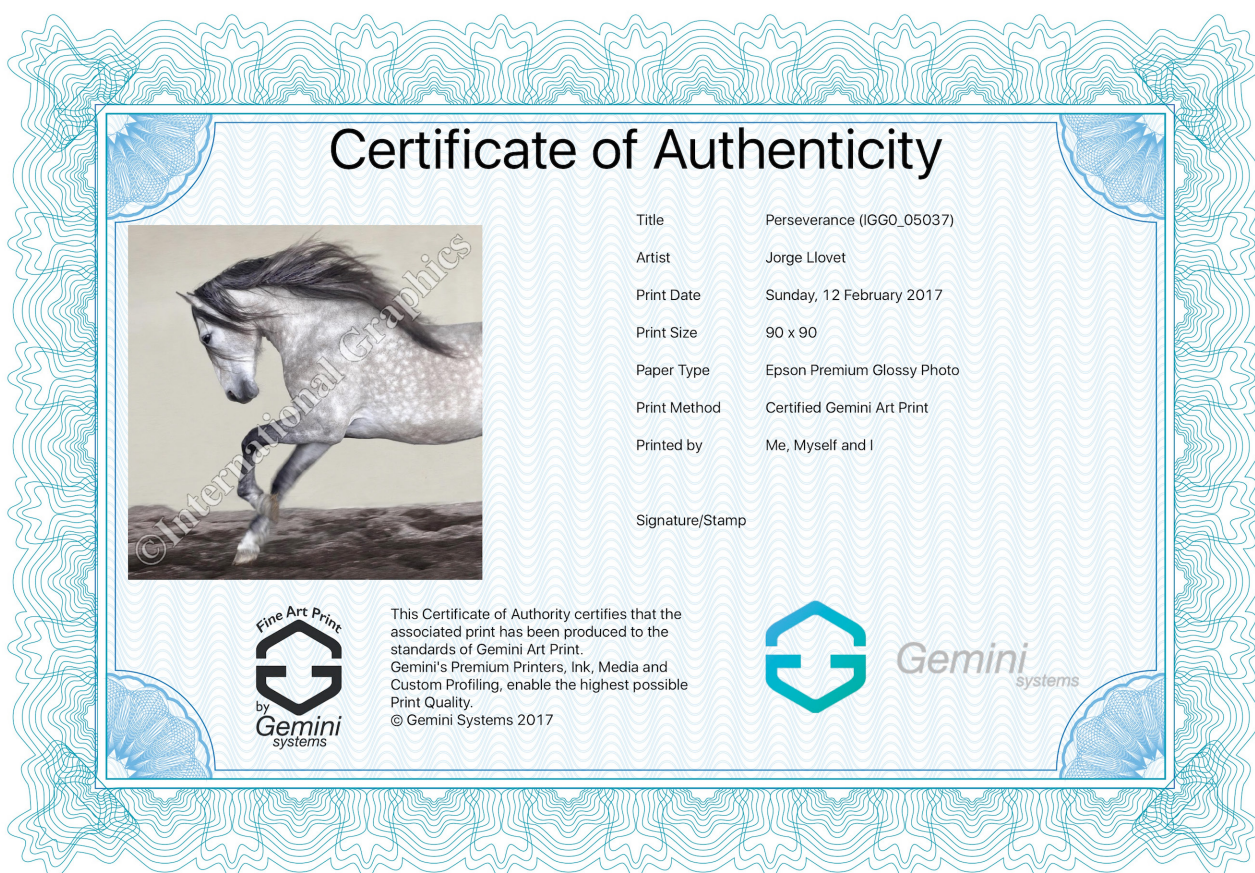 Certificate of Authenticity
©International Graphics
Title Perseverance (IGG0_05037)
Artist Jorge Llovet
Print Date Sunday, 12 February 2017
Print Size 90 x 90
Paper Type Epson Premium Glossy Photo
Print Method Certified Gemini Art Print
Printed by Me, Myself and I
Signature/Stamp
Fine Art Print
by
Gemini
systems
This Certificate of Authority certifies that the
associated print has been produced to the
standards of Gemini Art Print.
Gemini's Premium Printers, Ink, Media and
Custom Profiling, enable the highest possible
Print Quality.
© Gemini Systems 2017
Gemini
systems